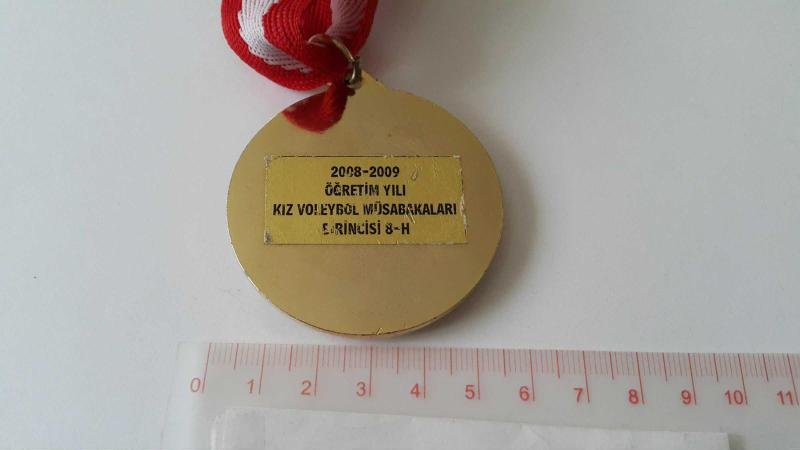 2008-2009
ÖĞRETİM YILI
KIZ VOLEYBOL MÜSABAKALARI
BİRİNCİSİ 8-H
0 1 2 3 4 5 6 7 8 9 10 11